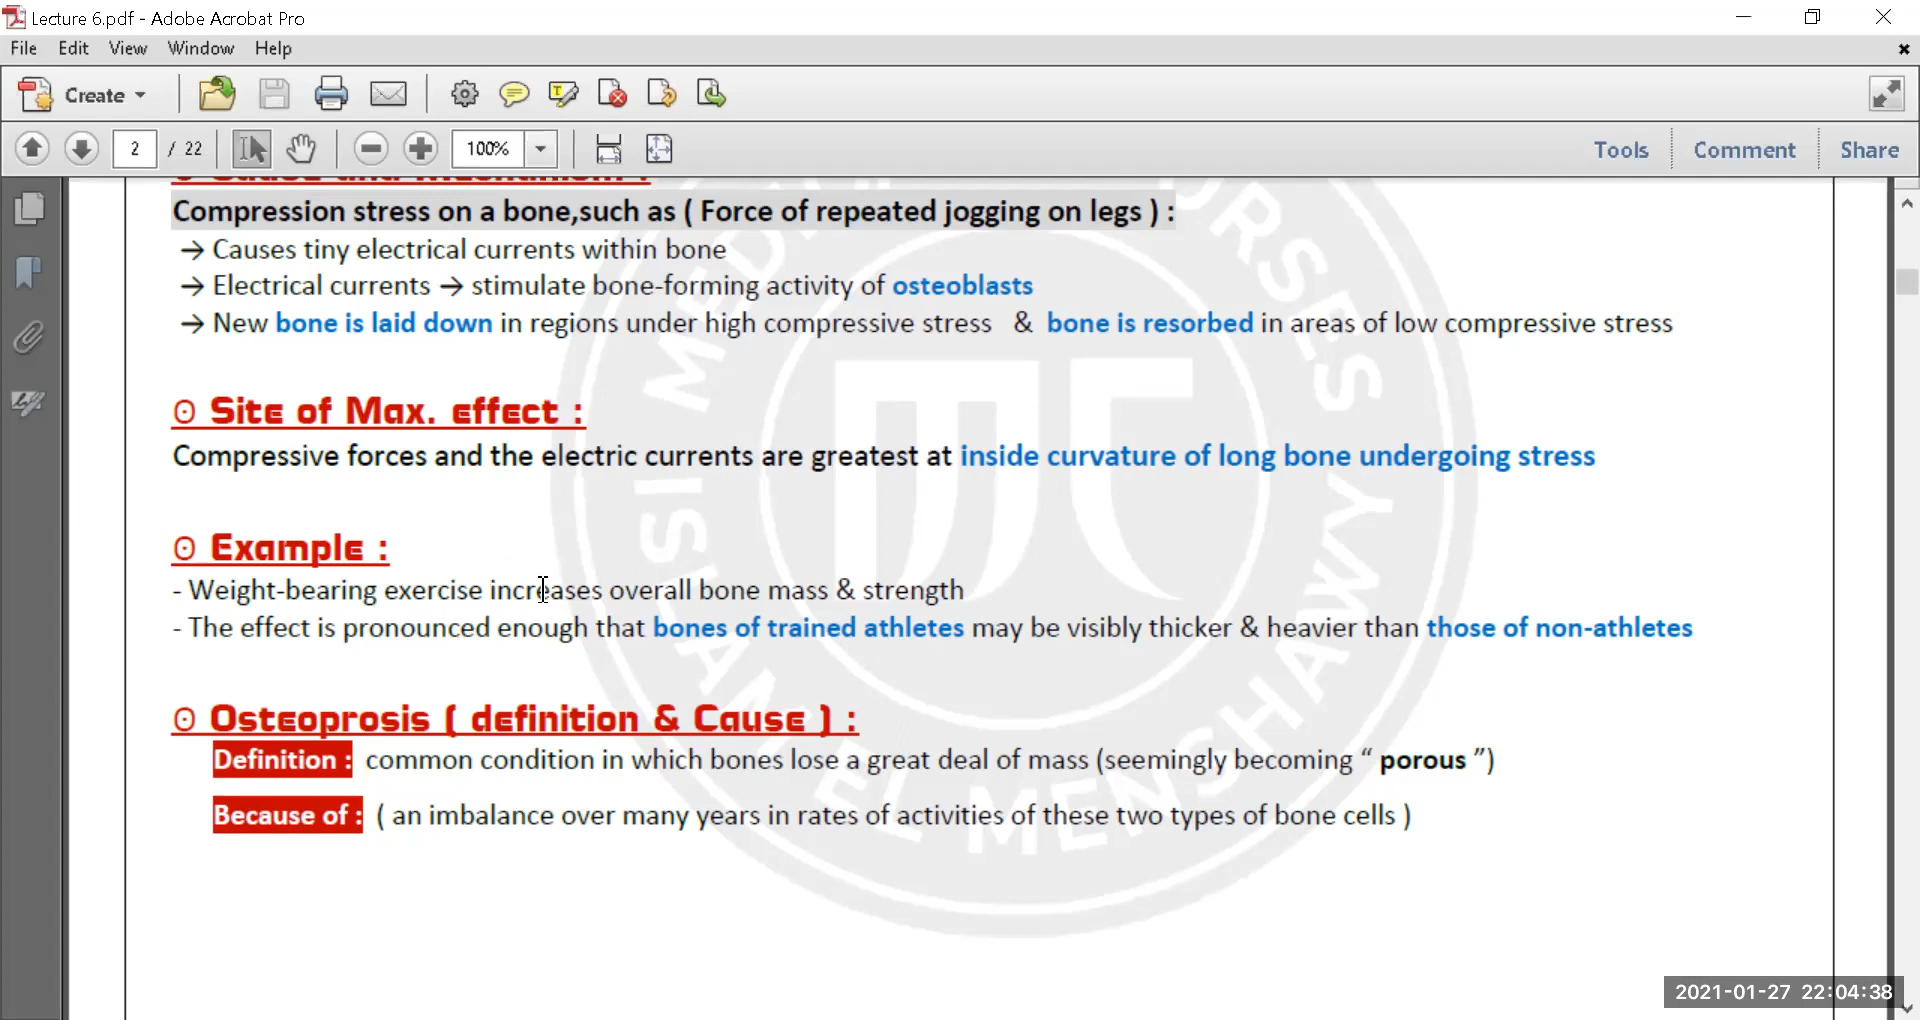 Lecture 6.pdf - Adobe Acrobat Pro
File Edit View Window Help
Create
2 / 22 100% Tools Comment Share
Compression stress on a bone,such as ( Force of repeated jogging on legs ) :
→ Causes tiny electrical currents within bone
→ Electrical currents → stimulate bone-forming activity of osteoblasts
→ New bone is laid down in regions under high compressive stress & bone is resorbed in areas of low compressive stress
⊙ Site of Max. effect :
Compressive forces and the electric currents are greatest at inside curvature of long bone undergoing stress
⊙ Example :
- Weight-bearing exercise increases overall bone mass & strength
- The effect is pronounced enough that bones of trained athletes may be visibly thicker & heavier than those of non-athletes
⊙ Osteoprosis ( definition & Cause ) :
Definition : common condition in which bones lose a great deal of mass (seemingly becoming “ porous ”)
Because of : ( an imbalance over many years in rates of activities of these two types of bone cells )
EL MENSHAWY
2021-01-27 22:04:38